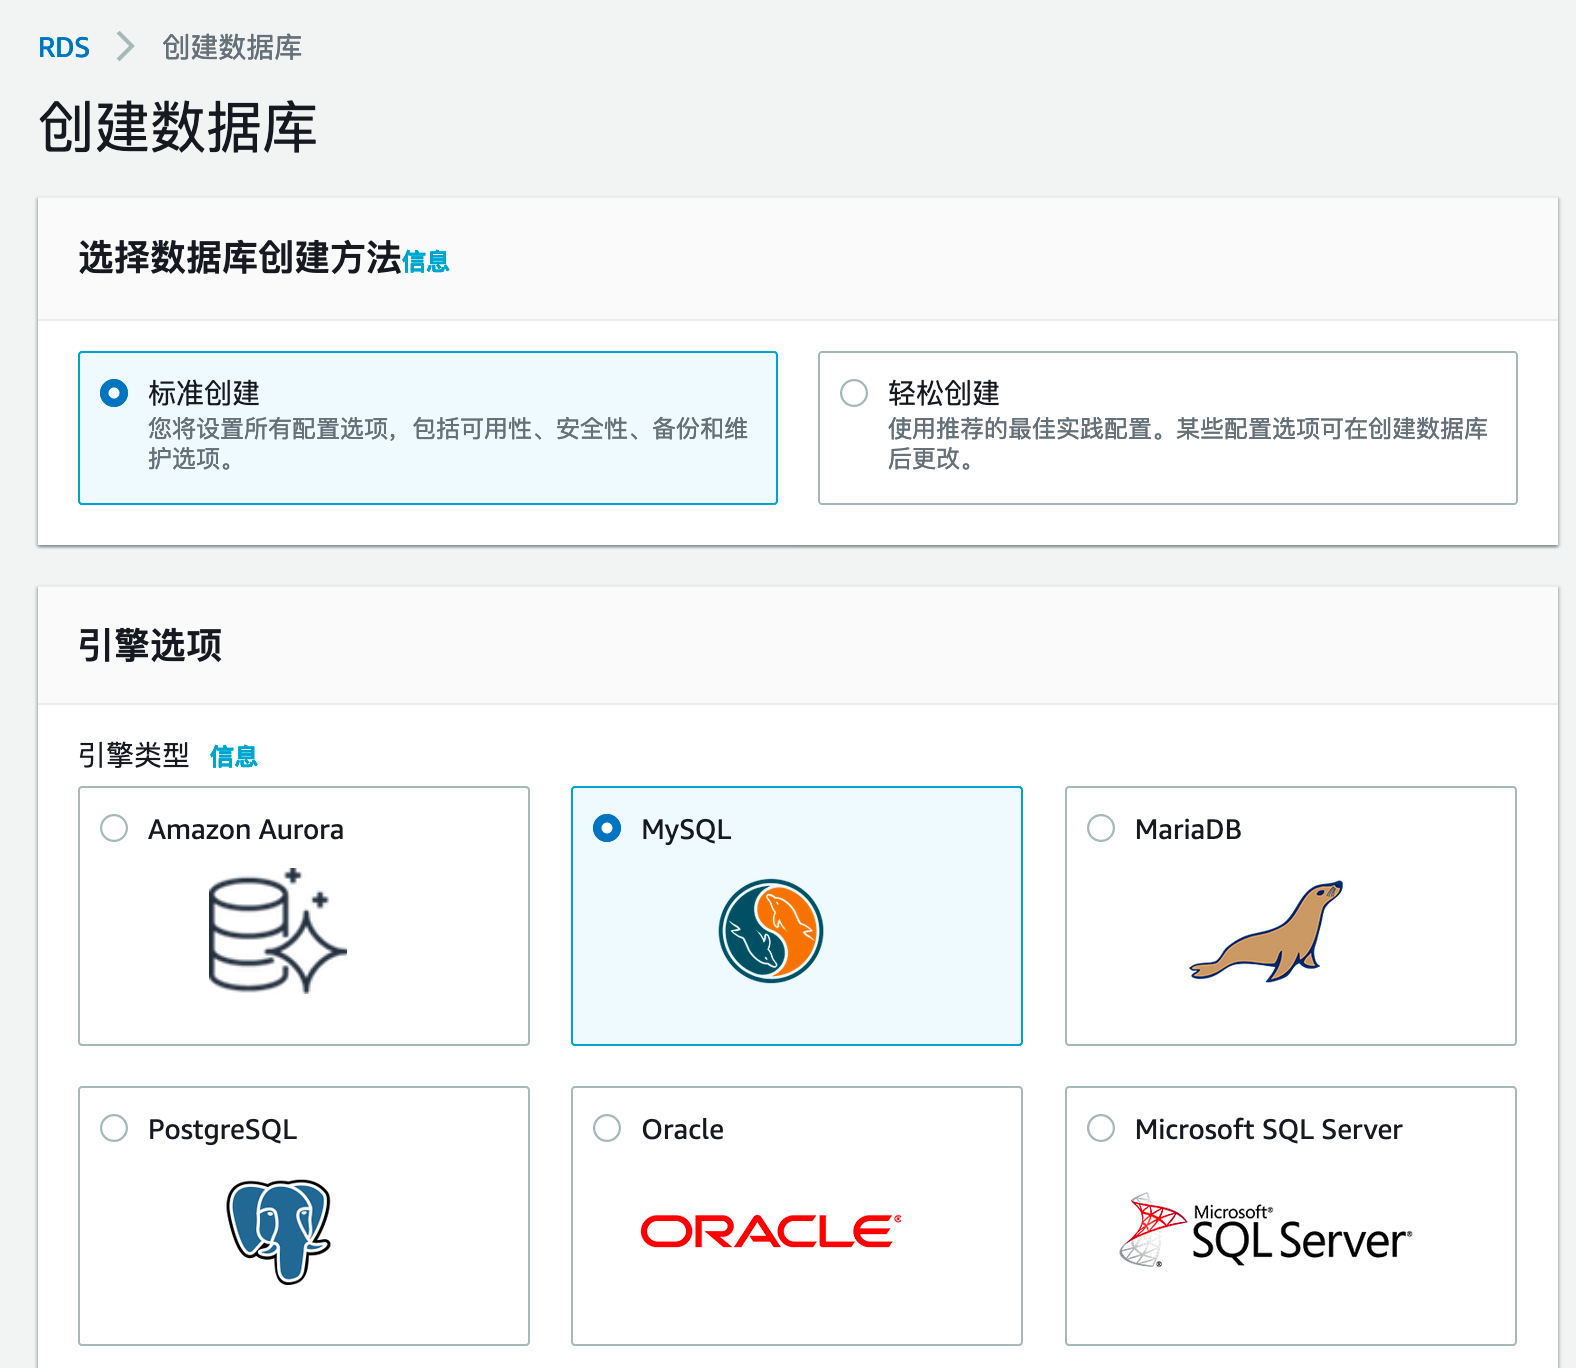 RDS > 创建数据库
创建数据库
选择数据库创建方法信息
标准创建
您将设置所有配置选项，包括可用性、安全性、备份和维
护选项。
轻松创建
使用推荐的最佳实践配置。某些配置选项可在创建数据库
后更改。
引擎选项
引擎类型 信息
Amazon Aurora
MySQL
MariaDB
PostgreSQL
Oracle
ORACLE®
Microsoft SQL Server
Microsoft®
SQL Server®